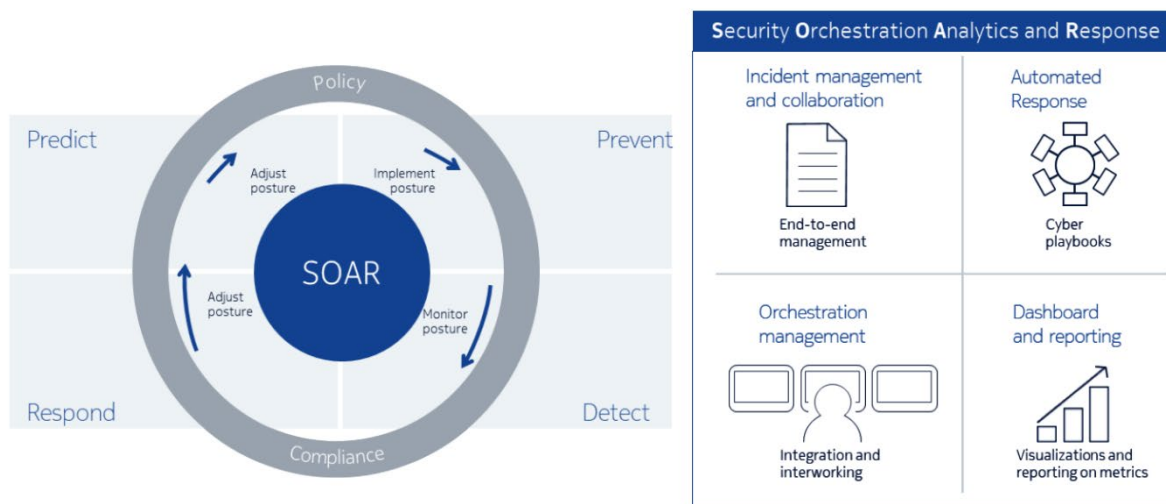 Policy
Predict
Prevent
Adjust
posture
Implement
posture
SOAR
Adjust
posture
Monitor
posture
Respond
Detect
Compliance
Security Orchestration Analytics and Response
Incident management
and collaboration
End-to-end
management
Automated
Response
Cyber
playbooks
Orchestration
management
Integration and
interworking
Dashboard
and reporting
Visualizations and
reporting on metrics